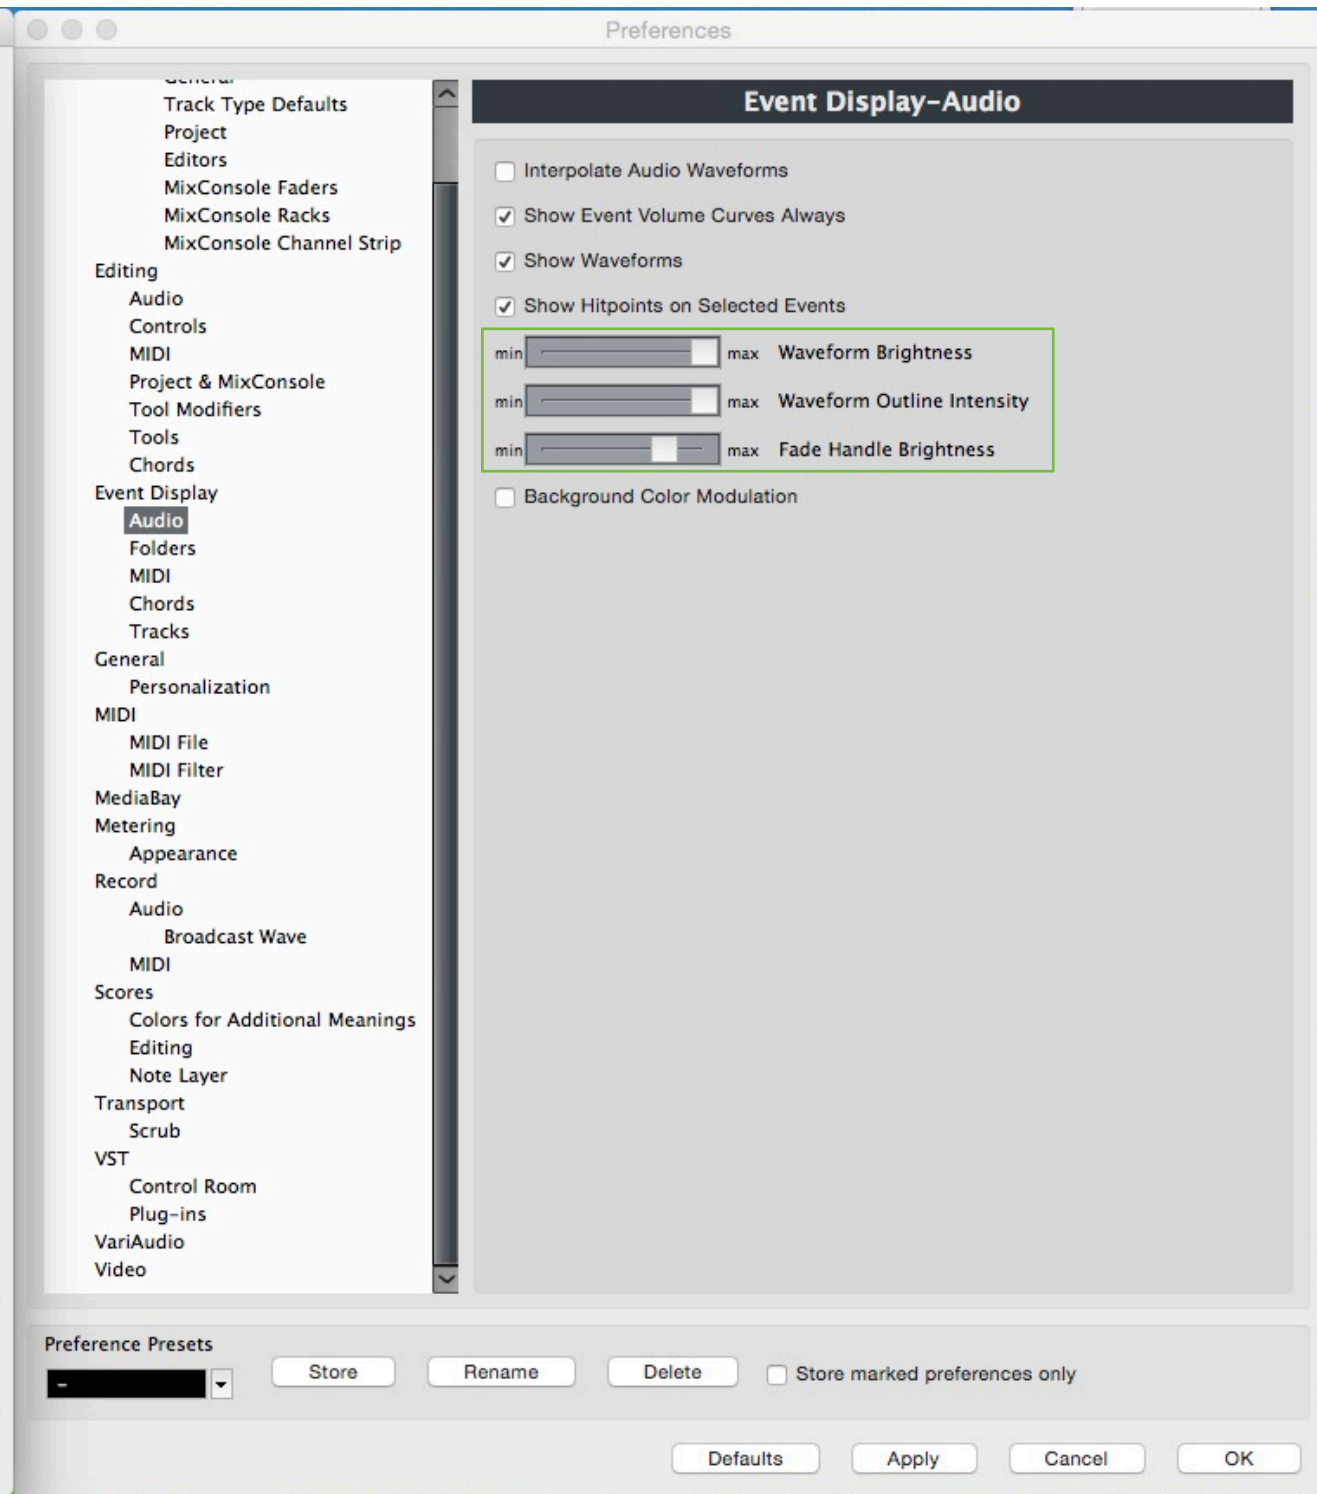 Preferences
General
Track Type Defaults
Project
Editors
MixConsole Faders
MixConsole Racks
MixConsole Channel Strip
Editing
Audio
Controls
MIDI
Project & MixConsole
Tool Modifiers
Tools
Chords
Event Display
Audio
Folders
MIDI
Chords
Tracks
General
Personalization
MIDI
MIDI File
MIDI Filter
MediaBay
Metering
Appearance
Record
Audio
Broadcast Wave
MIDI
Scores
Colors for Additional Meanings
Editing
Note Layer
Transport
Scrub
VST
Control Room
Plug-ins
VariAudio
Video
Event Display-Audio
Interpolate Audio Waveforms
Show Event Volume Curves Always
Show Waveforms
Show Hitpoints on Selected Events
min max Waveform Brightness
min max Waveform Outline Intensity
min max Fade Handle Brightness
Background Color Modulation
Preference Presets
- Store Rename Delete Store marked preferences only
Defaults Apply Cancel OK